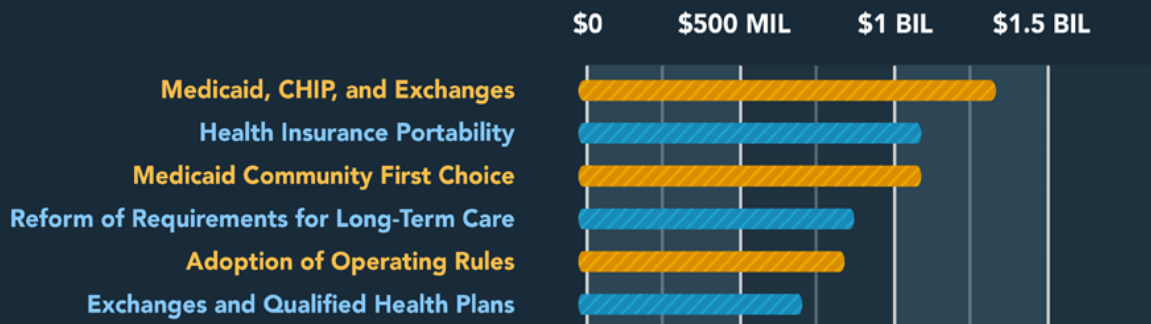 $0 $500 MIL $1 BIL $1.5 BIL
Medicaid, CHIP, and Exchanges
Health Insurance Portability
Medicaid Community First Choice
Reform of Requirements for Long-Term Care
Adoption of Operating Rules
Exchanges and Qualified Health Plans